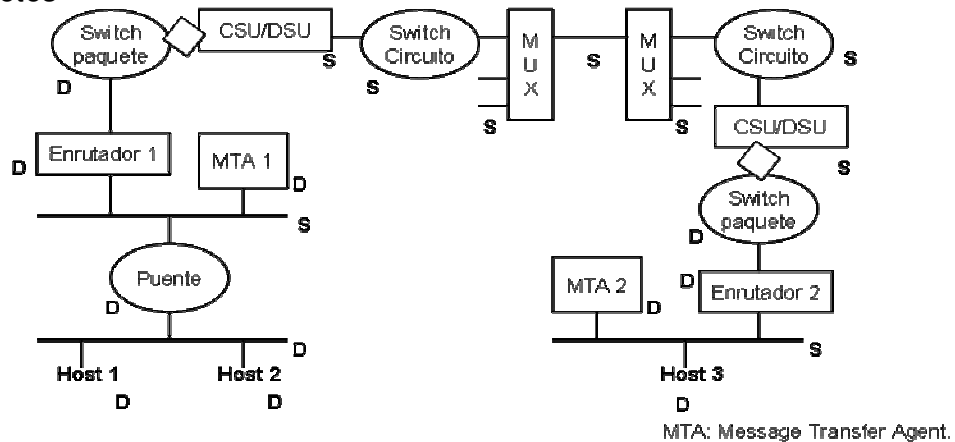 Switch
paquete
D
CSU/DSU
S
Switch
Circuito
S
M
U
X
S
S
M
U
X
S
Switch
Circuito
S
CSU/DSU
S
Switch
paquete
D
D
Enrutador 1
MTA 1
D
S
Puente
D
D
Host 1
D
Host 2
D
MTA 2
D
D
Enrutador 2
S
Host 3
D
MTA: Message Transfer Agent.